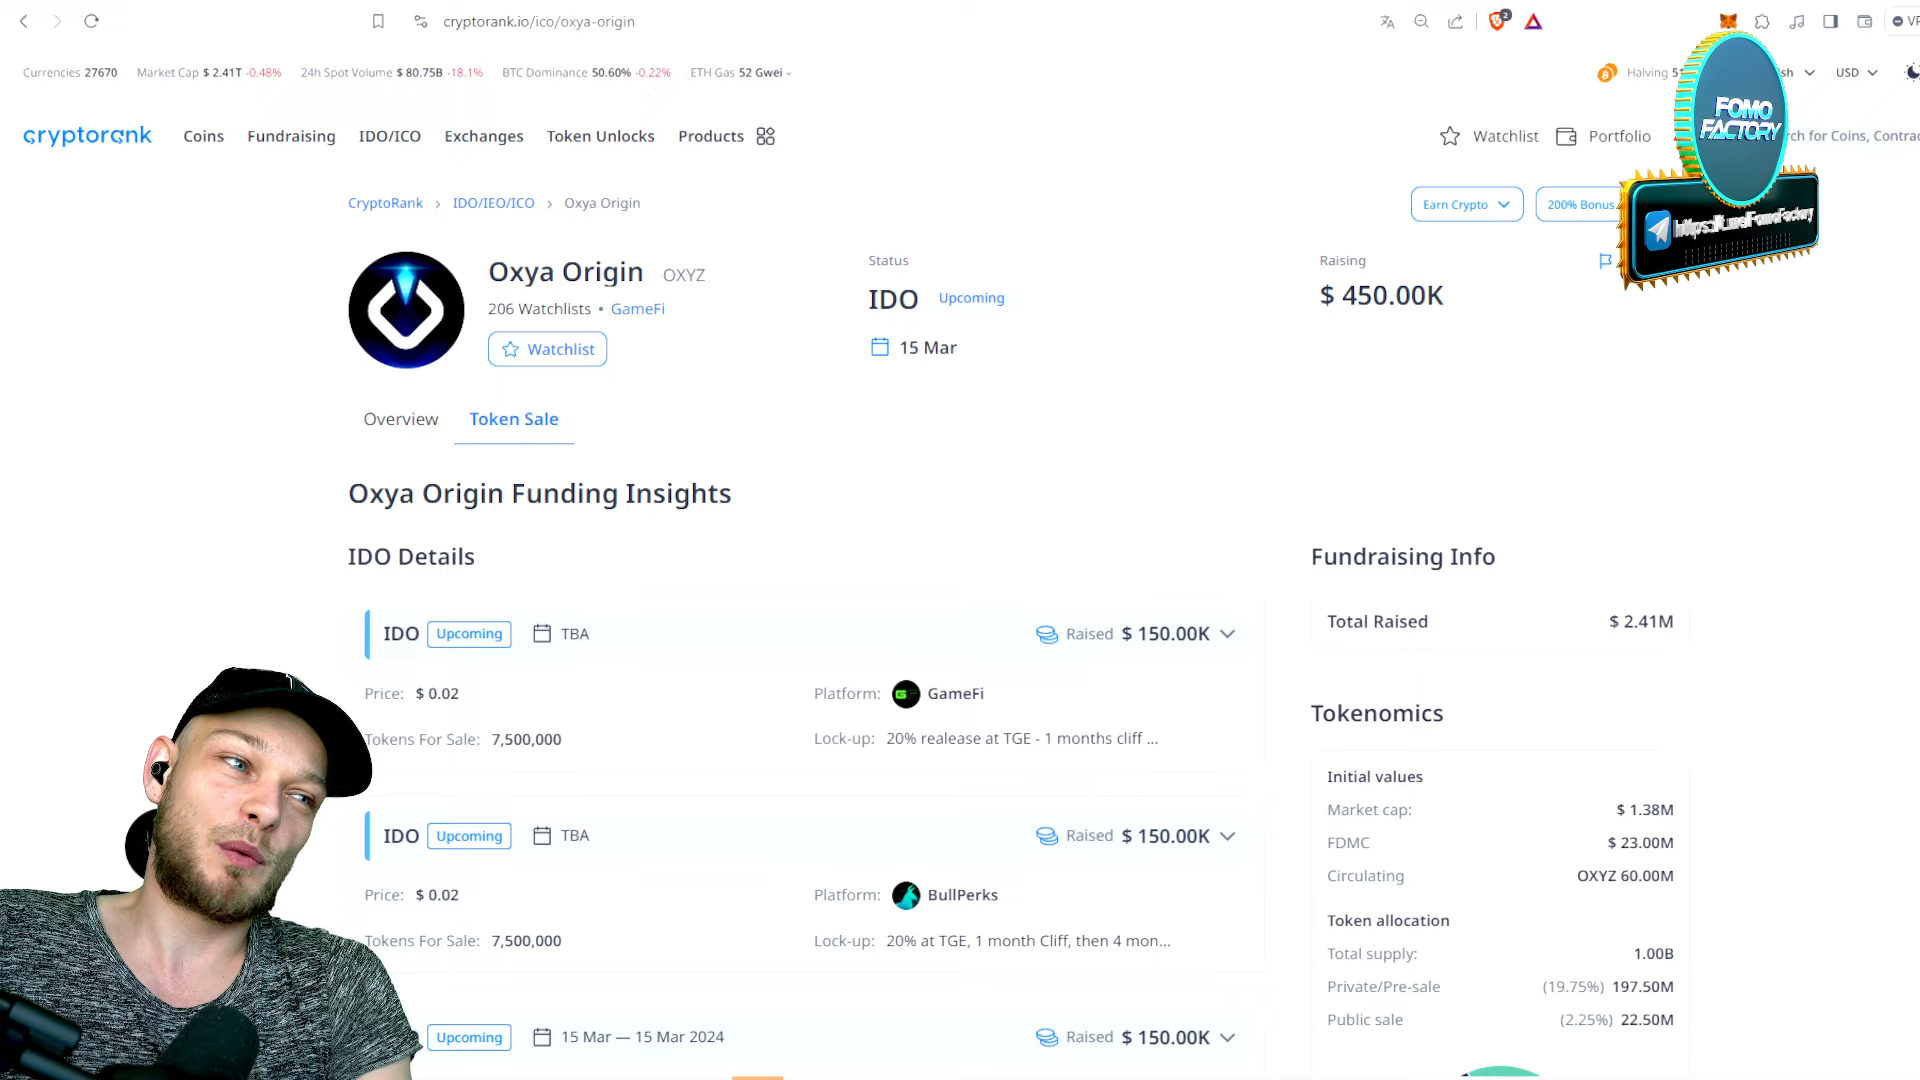 cryptorank.io/ico/oxya-origin
2
VP
Currencies 27670 Market Cap $ 2.41T -0.48% 24h Spot Volume $ 80.75B -18.1% BTC Dominance 50.60% -0.22% ETH Gas 52 Gwei
Halving USD
cryptorank Coins Fundraising IDO/ICO Exchanges Token Unlocks Products Watchlist Portfolio
for Coins,
FOMO
FACTORY
CryptoRank > IDO/IEO/ICO > Oxya Origin
Earn Crypto 200% Bonus
https://t.me/FomoFactory
Oxya Origin OXYZ
206 Watchlists • GameFi
Watchlist
Status
IDO Upcoming
15 Mar
Raising
$ 450.00K
Overview Token Sale
Oxya Origin Funding Insights
IDO Details
IDO Upcoming TBA Raised $ 150.00K
Price: $ 0.02 Platform: GameFi
Tokens For Sale: 7,500,000 Lock-up: 20% realease at TGE - 1 months cliff ...
IDO Upcoming TBA Raised $ 150.00K
Price: $ 0.02 Platform: BullPerks
Tokens For Sale: 7,500,000 Lock-up: 20% at TGE, 1 month Cliff, then 4 mon...
Upcoming 15 Mar — 15 Mar 2024 Raised $ 150.00K
Fundraising Info
Total Raised $ 2.41M
Tokenomics
Initial values
Market cap: $ 1.38M
FDMC $ 23.00M
Circulating OXYZ 60.00M
Token allocation
Total supply: 1.00B
Private/Pre-sale (19.75%) 197.50M
Public sale (2.25%) 22.50M